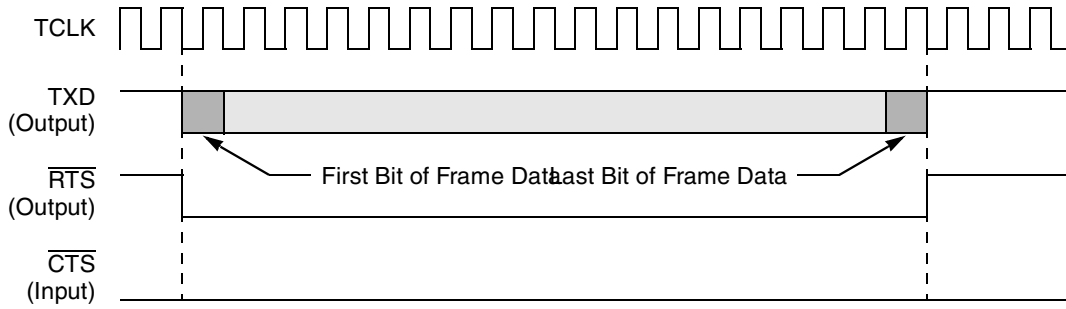 TCLK
TXD
(Output)
First Bit of Frame Data
Last Bit of Frame Data
RTS
(Output)
CTS
(Input)